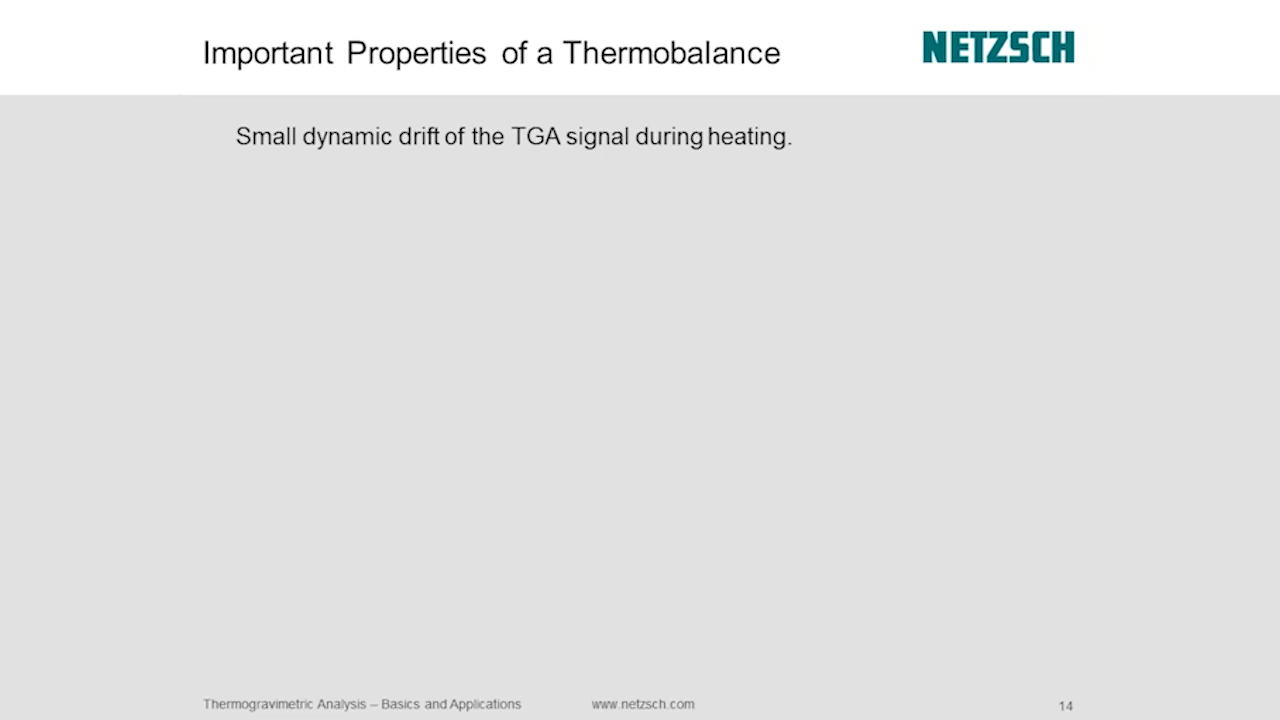 Important Properties of a Thermobalance
NETZSCH
Small dynamic drift of the TGA signal during heating.
Thermogravimetric Analysis – Basics and Applications
www.netzsch.com
14